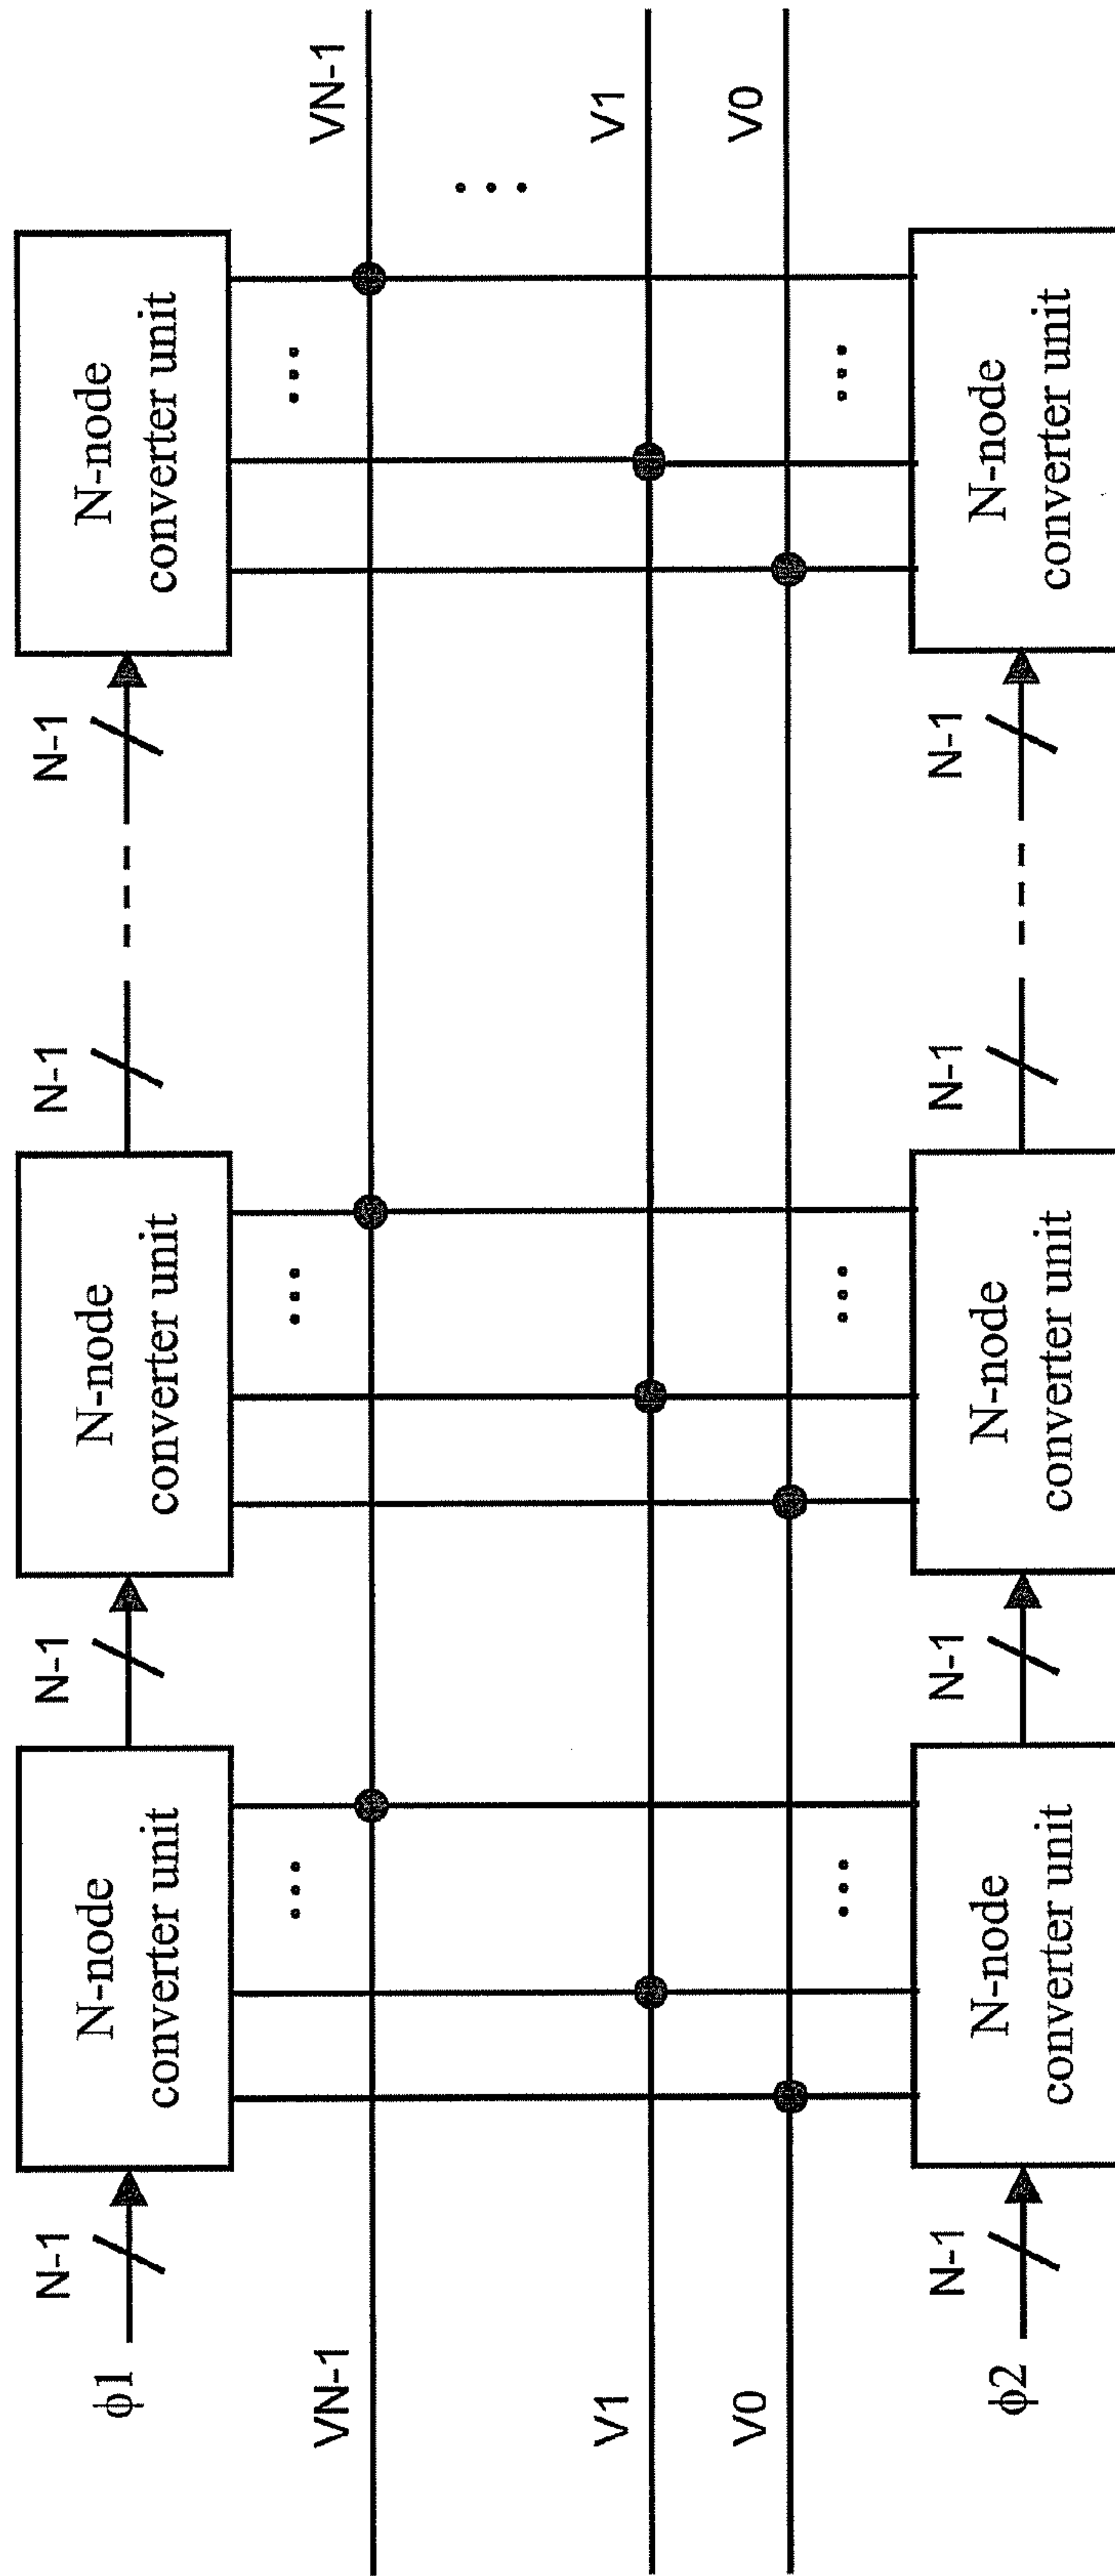 N-1
N-1
N-1
N-1
ϕ1
N-node
converter unit
N-node
converter unit
N-node
converter unit
VN-1
VN-1
V1
V1
V0
V0
N-1
N-1
N-1
N-1
ϕ2
N-node
converter unit
N-node
converter unit
N-node
converter unit